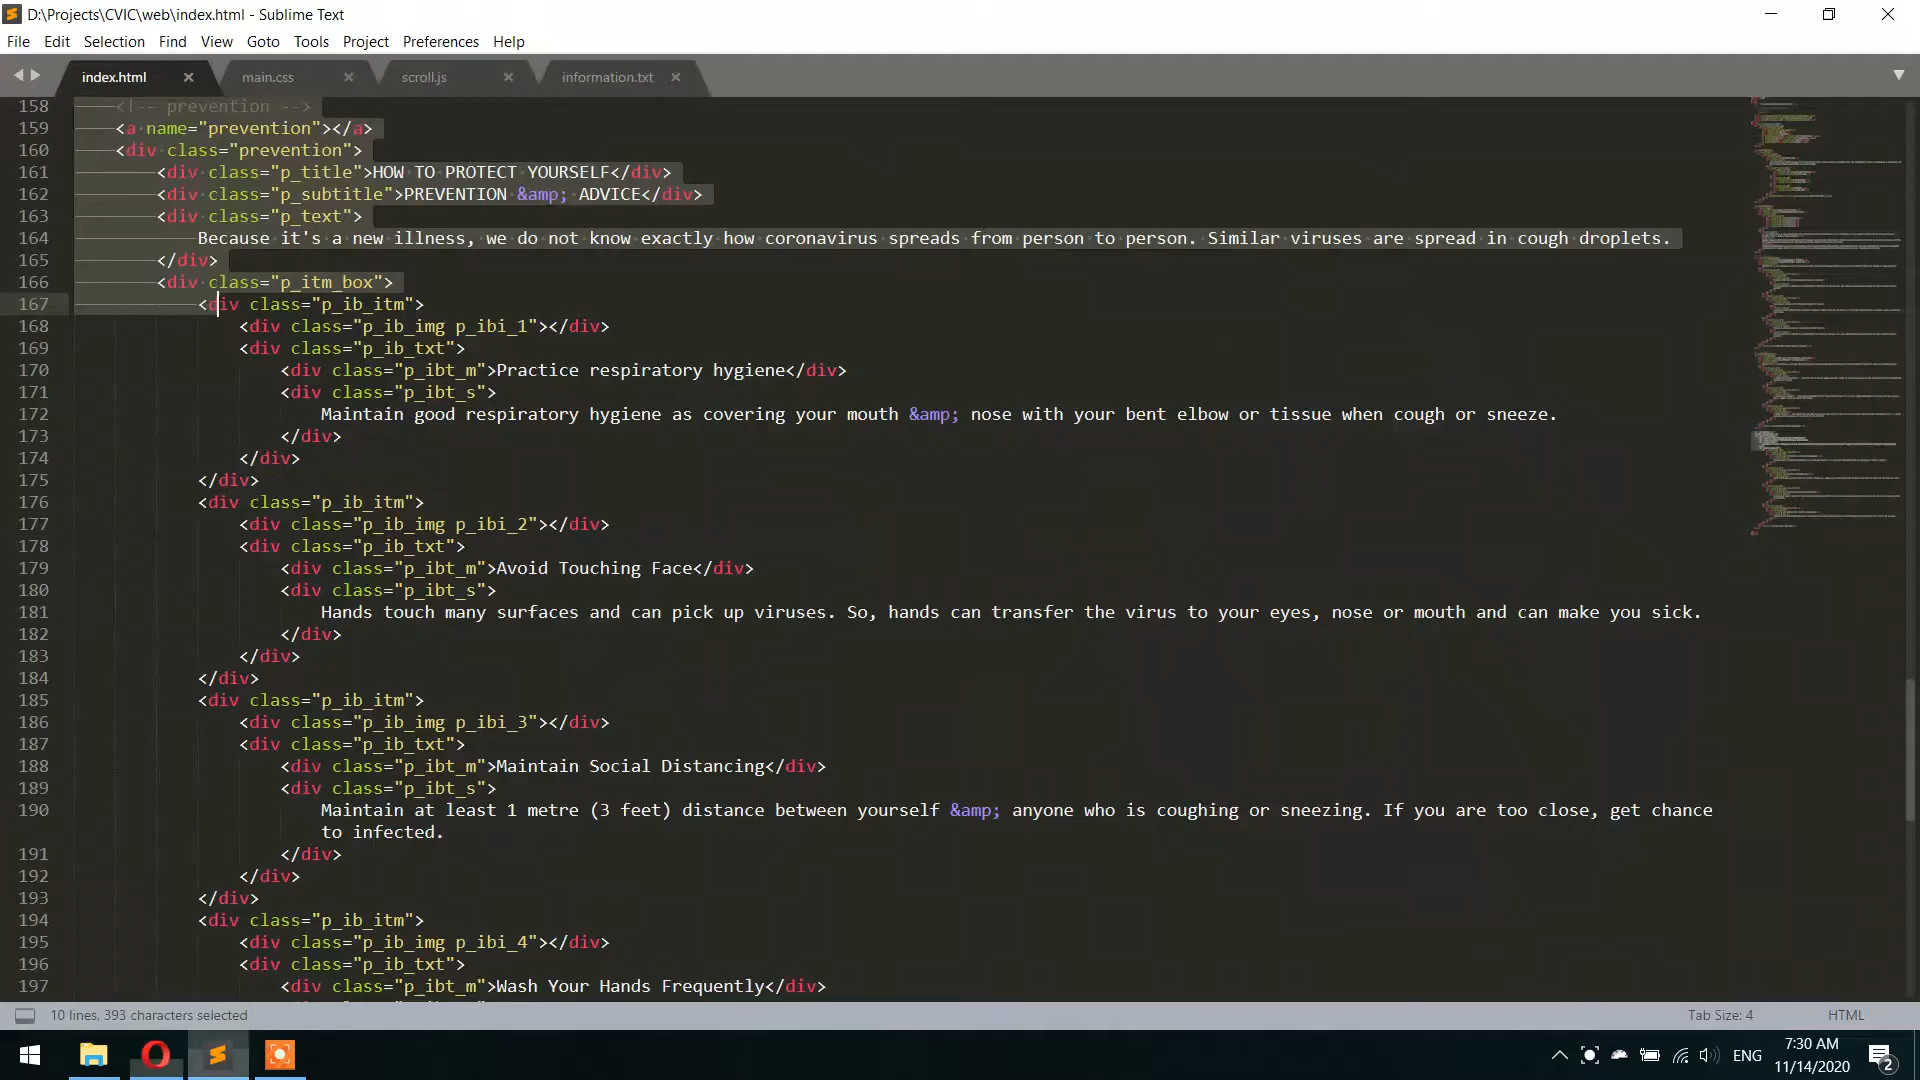 D:\Projects\CVIC\web\index.html - Sublime Text
File Edit Selection Find View Goto Tools Project Preferences Help
index.html main.css scroll.js information.txt
158 <!-- prevention -->
159 <a name="prevention"></a>
160 <div class="prevention">
161 <div class="p_title">HOW TO PROTECT YOURSELF</div>
162 <div class="p_subtitle">PREVENTION &amp; ADVICE</div>
163 <div class="p_text">
164 Because it's a new illness, we do not know exactly how coronavirus spreads from person to person. Similar viruses are spread in cough droplets.
165 </div>
166 <div class="p_itm_box">
167 <div class="p_ib_itm">
168 <div class="p_ib_img p_ibi_1"></div>
169 <div class="p_ib_txt">
170 <div class="p_ibt_m">Practice respiratory hygiene</div>
171 <div class="p_ibt_s">
172 Maintain good respiratory hygiene as covering your mouth &amp; nose with your bent elbow or tissue when cough or sneeze.
173 </div>
174 </div>
175 </div>
176 <div class="p_ib_itm">
177 <div class="p_ib_img p_ibi_2"></div>
178 <div class="p_ib_txt">
179 <div class="p_ibt_m">Avoid Touching Face</div>
180 <div class="p_ibt_s">
181 Hands touch many surfaces and can pick up viruses. So, hands can transfer the virus to your eyes, nose or mouth and can make you sick.
182 </div>
183 </div>
184 </div>
185 <div class="p_ib_itm">
186 <div class="p_ib_img p_ibi_3"></div>
187 <div class="p_ib_txt">
188 <div class="p_ibt_m">Maintain Social Distancing</div>
189 <div class="p_ibt_s">
190 Maintain at least 1 metre (3 feet) distance between yourself &amp; anyone who is coughing or sneezing. If you are too close, get chance
to infected.
191 </div>
192 </div>
193 </div>
194 <div class="p_ib_itm">
195 <div class="p_ib_img p_ibi_4"></div>
196 <div class="p_ib_txt">
197 <div class="p_ibt_m">Wash Your Hands Frequently</div>
10 lines, 393 characters selected Tab Size: 4 HTML
ENG 7:30 AM
11/14/2020 2